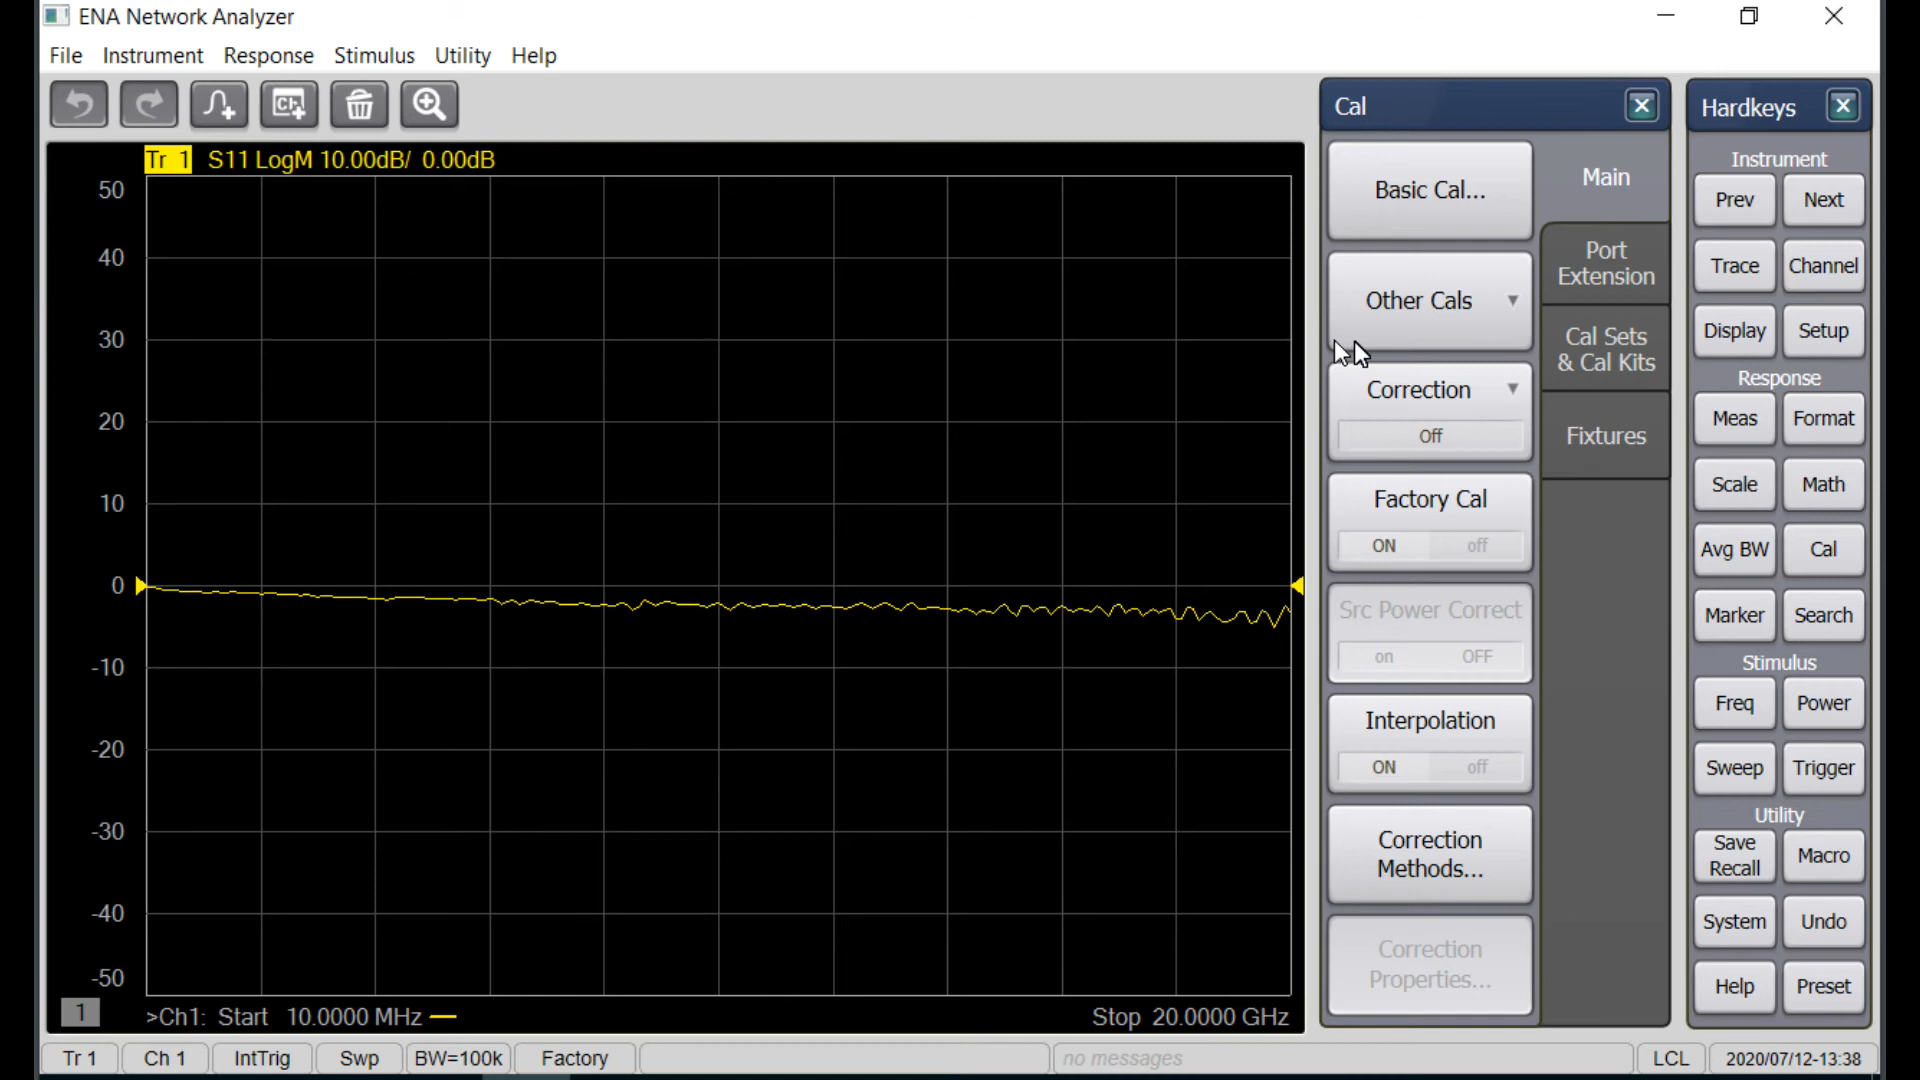 ENA Network Analyzer
File Instrument Response Stimulus Utility Help
Tr 1 S11 LogM 10.00dB/ 0.00dB
50
40
30
20
10
0
-10
-20
-30
-40
-50
1
>Ch1: Start 10.0000 MHz
Stop 20.0000 GHz
Cal
Basic Cal...
Other Cals
Correction
Off
Factory Cal
ON off
Src Power Correct
on OFF
Interpolation
ON off
Correction
Methods...
Correction
Properties...
Main
Port
Extension
Cal Sets
& Cal Kits
Fixtures
Hardkeys
Instrument
Prev Next
Trace Channel
Display Setup
Response
Meas Format
Scale Math
Avg BW Cal
Marker Search
Stimulus
Freq Power
Sweep Trigger
Utility
Save
Recall
Macro
System Undo
Help Preset
Tr 1 Ch 1 IntTrig Swp BW=100k Factory no messages LCL 2020/07/12-13:38